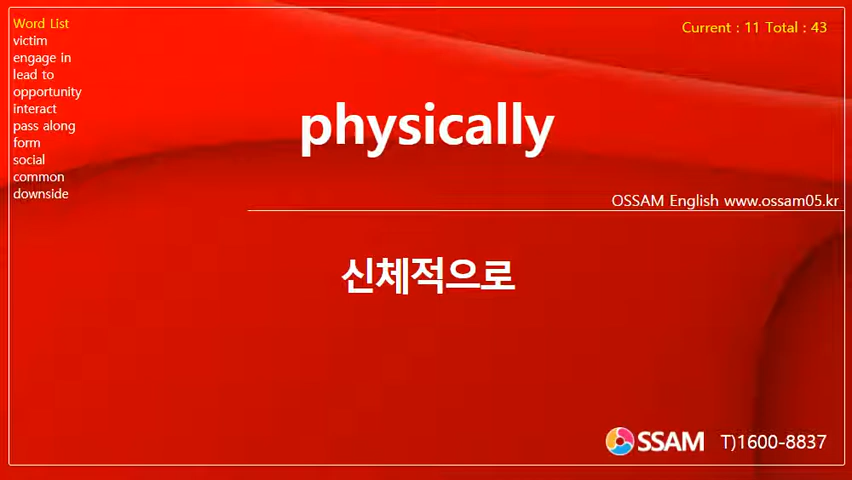 Word List
victim
engage in
lead to
opportunity
interact
pass along
form
social
common
downside
Current : 11 Total : 43
physically
OSSAM English www.ossam05.kr
신체적으로
OSSAM T)1600-8837